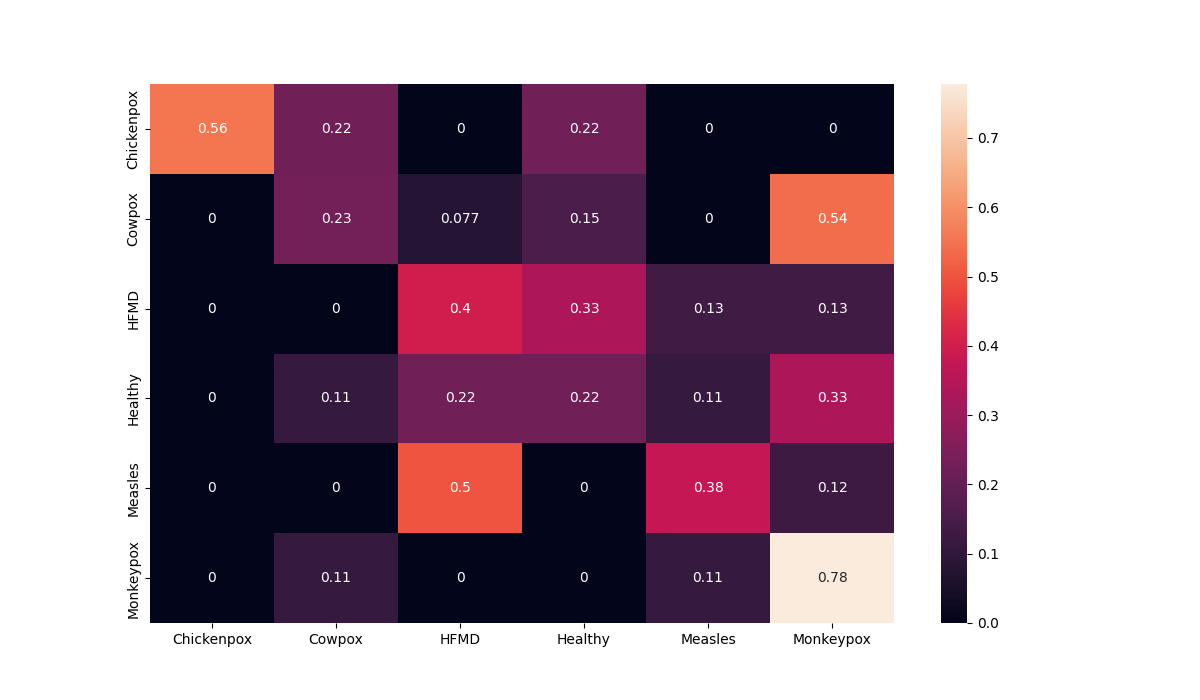 Chickenpox 0.56 0.22 0 0.22 0 0
Cowpox 0 0.23 0.077 0.15 0 0.54
HFMD 0 0 0.4 0.33 0.13 0.13
Healthy 0 0.11 0.22 0.22 0.11 0.33
Measles 0 0 0.5 0 0.38 0.12
Monkeypox 0 0.11 0 0 0.11 0.78
Chickenpox Cowpox HFMD Healthy Measles Monkeypox
0.7
0.6
0.5
0.4
0.3
0.2
0.1
0.0